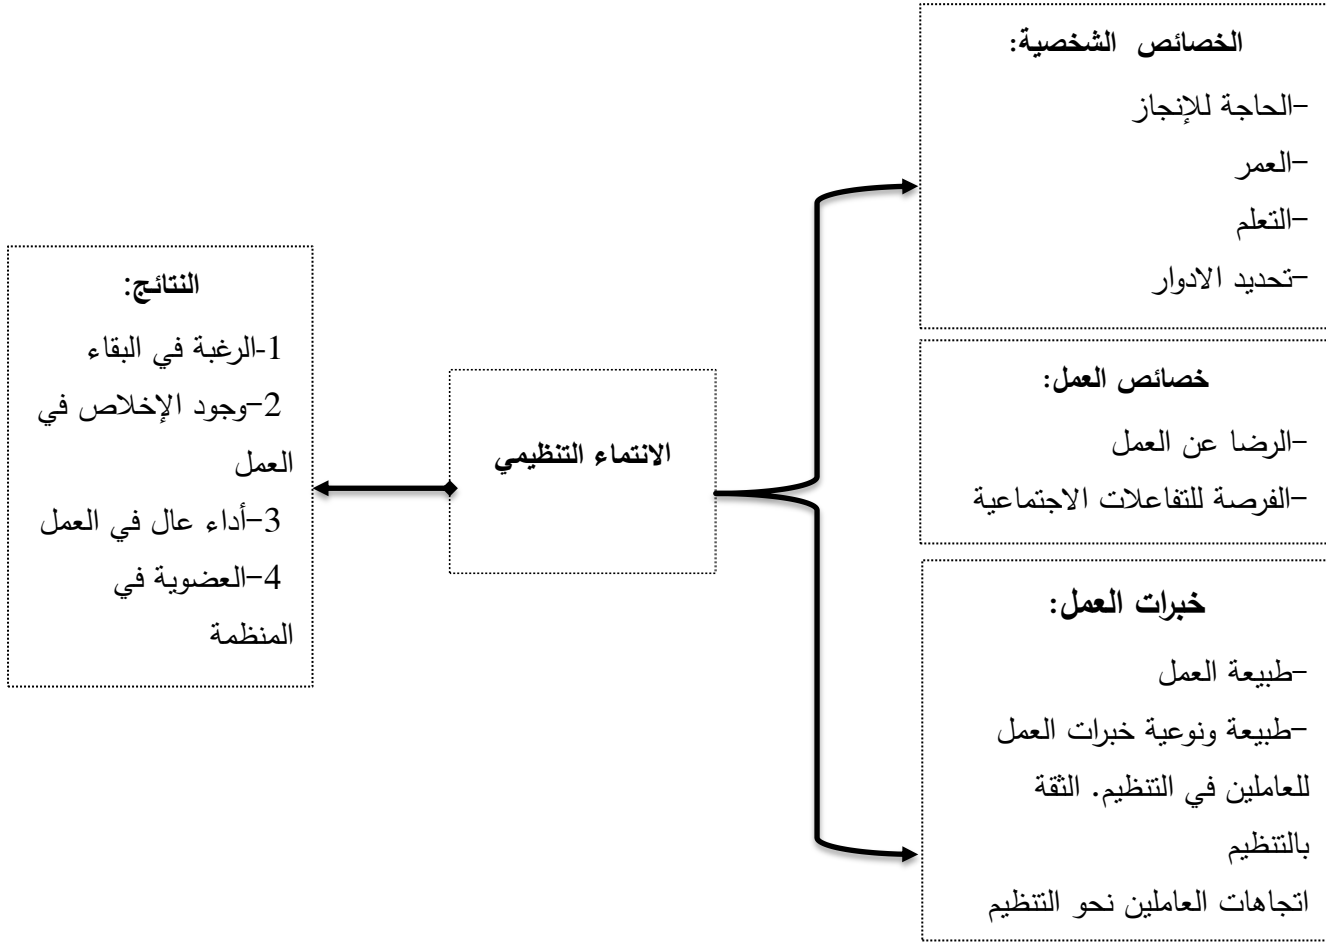 الخصائص الشخصية:
-الحاجة للإنجاز
-العمر
-التعلم
-تحديد الادوار
خصائص العمل:
-الرضا عن العمل
-الفرصة للتفاعلات الاجتماعية
خبرات العمل:
-طبيعة العمل
-طبيعة ونوعية خبرات العمل
للعاملين في التنظيم. الثقة
بالتنظيم
اتجاهات العاملين نحو التنظيم
الانتماء التنظيمي
النتائج:
1-الرغبة في البقاء
2-وجود الإخلاص في
العمل
3-أداء عال في العمل
4-العضوية في
المنظمة